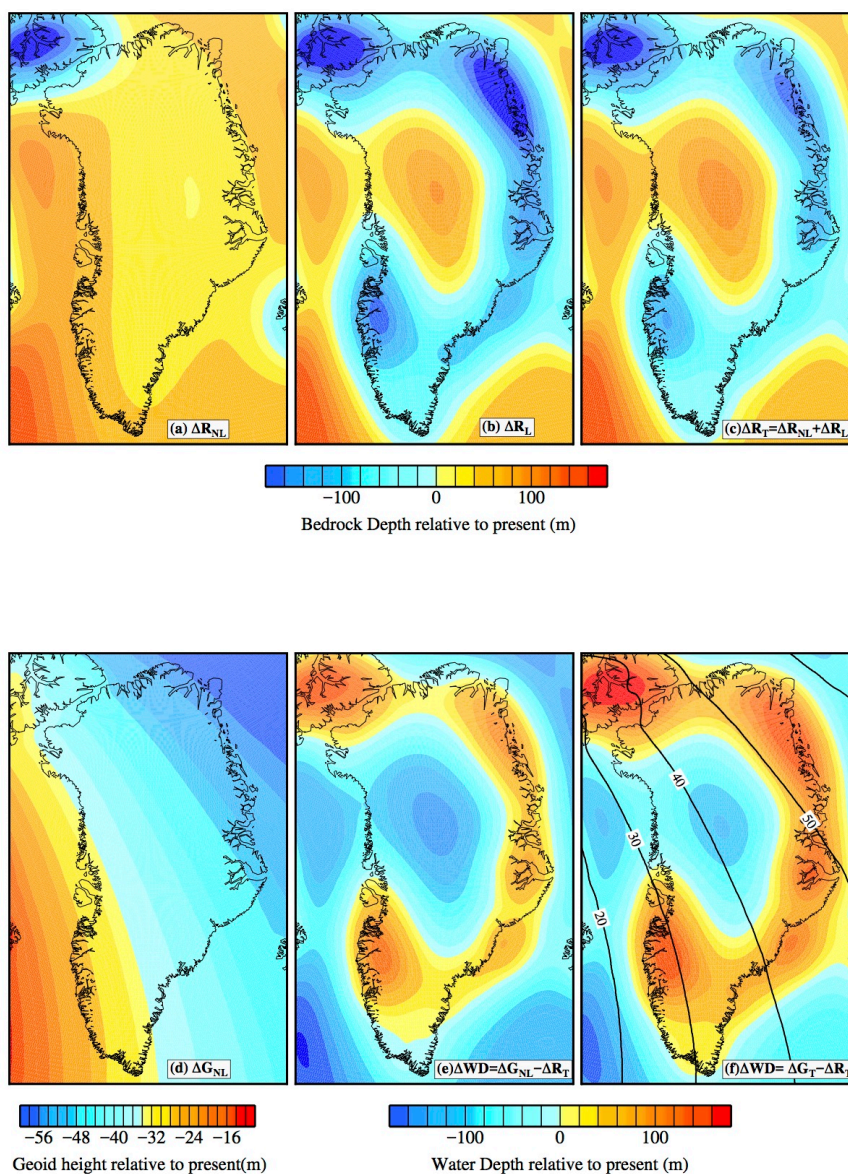 (a) ΔR_NL
(b) ΔR_L
(c)ΔR_T=ΔR_NL+ΔR_L
−100 0 100
Bedrock Depth relative to present (m)
20
30
40
50
(d) ΔG_NL
(e)ΔWD=ΔG_NL−ΔR_T
(f)ΔWD= ΔG_T−ΔR_T
−56 −48 −40 −32 −24 −16
Geoid height relative to present(m)
−100 0 100
Water Depth relative to present (m)